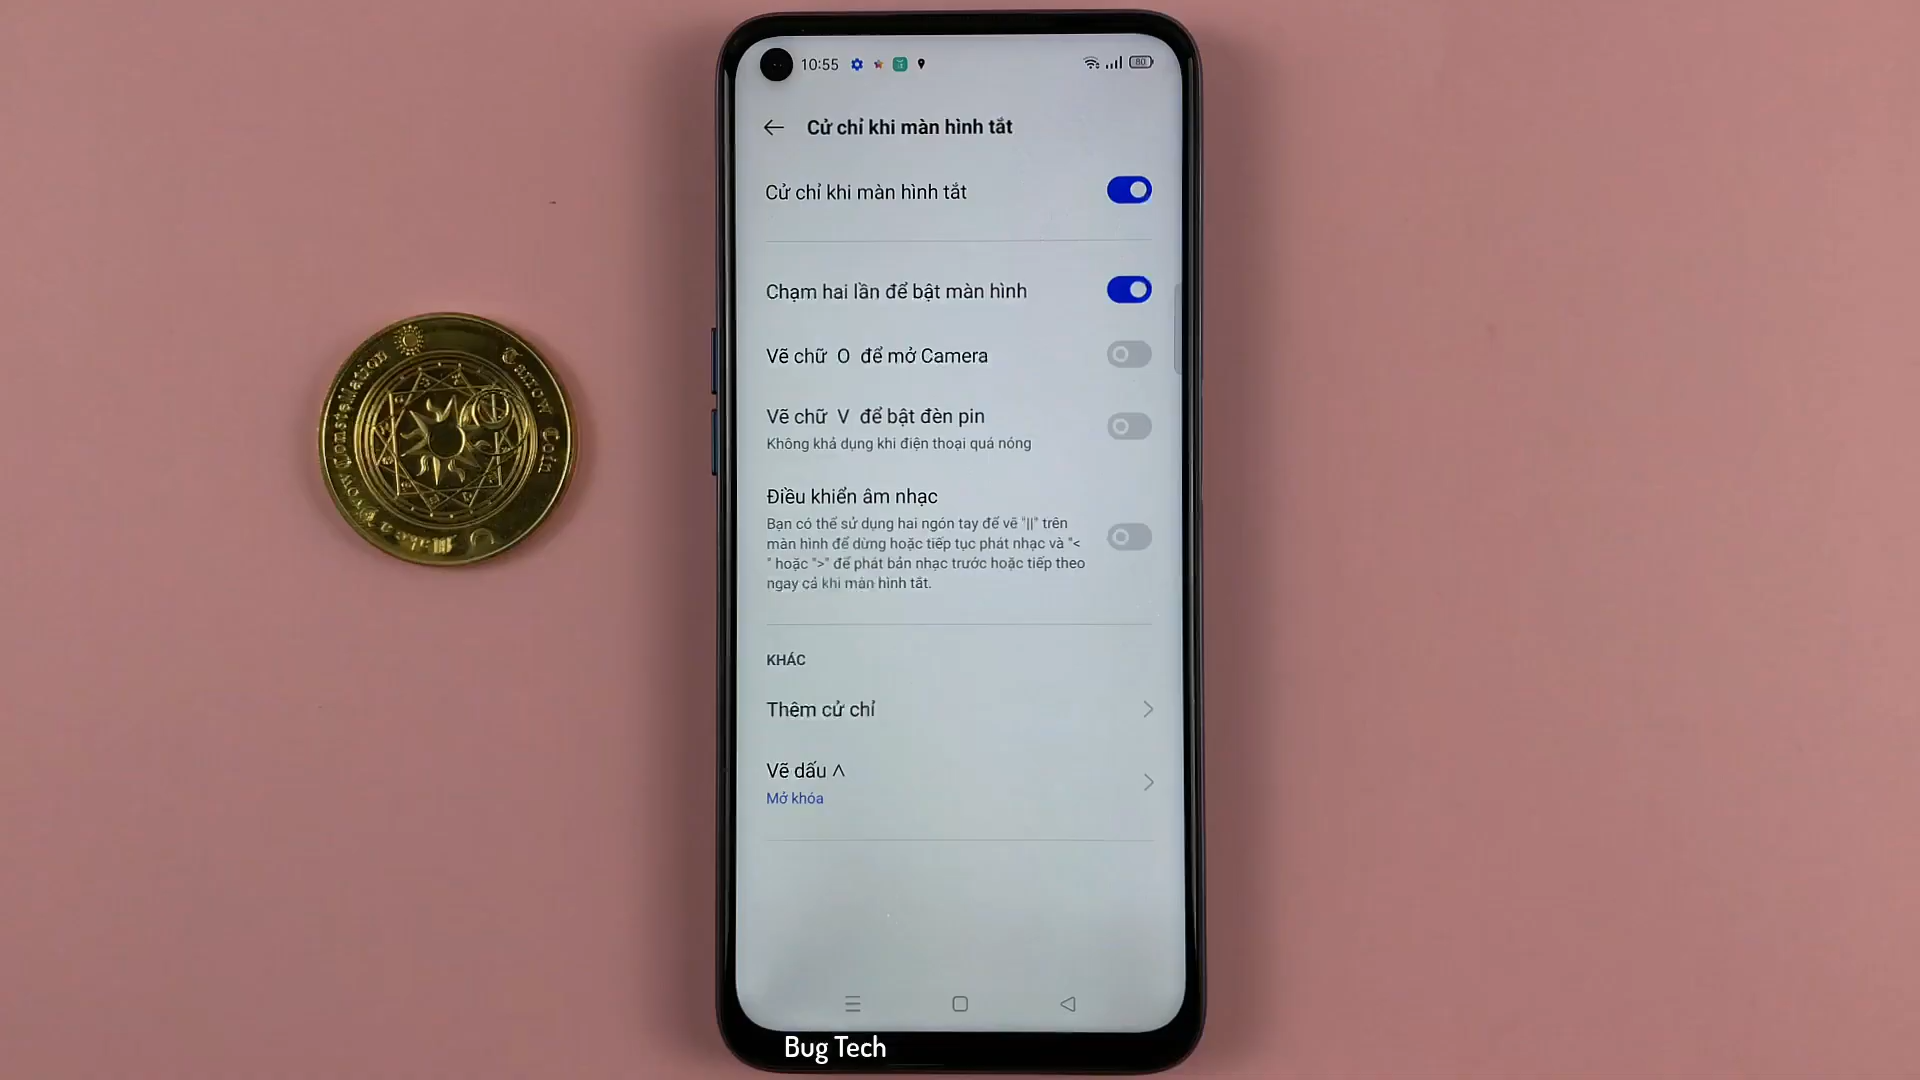 10:55
80
Cử chỉ khi màn hình tắt
Cử chỉ khi màn hình tắt
Chạm hai lần để bật màn hình
Vẽ chữ O để mở Camera
Vẽ chữ V để bật đèn pin
Không khả dụng khi điện thoại quá nóng
Điều khiển âm nhạc
Bạn có thể sử dụng hai ngón tay để vẽ "||" trên
màn hình để dừng hoặc tiếp tục phát nhạc và "<
" hoặc ">" để phát bản nhạc trước hoặc tiếp theo
ngay cả khi màn hình tắt.
KHÁC
Thêm cử chỉ
Vẽ dấu ∧
Mở khóa
Constellation
Coin
Bug Tech